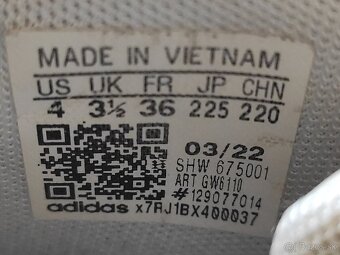 MADE IN VIETNAM
US UK FR JP CHN
4 3½ 36 225 220
03/22
SHW 675001
ART GW6110
#129077014
adidas x7RJ1BX400037